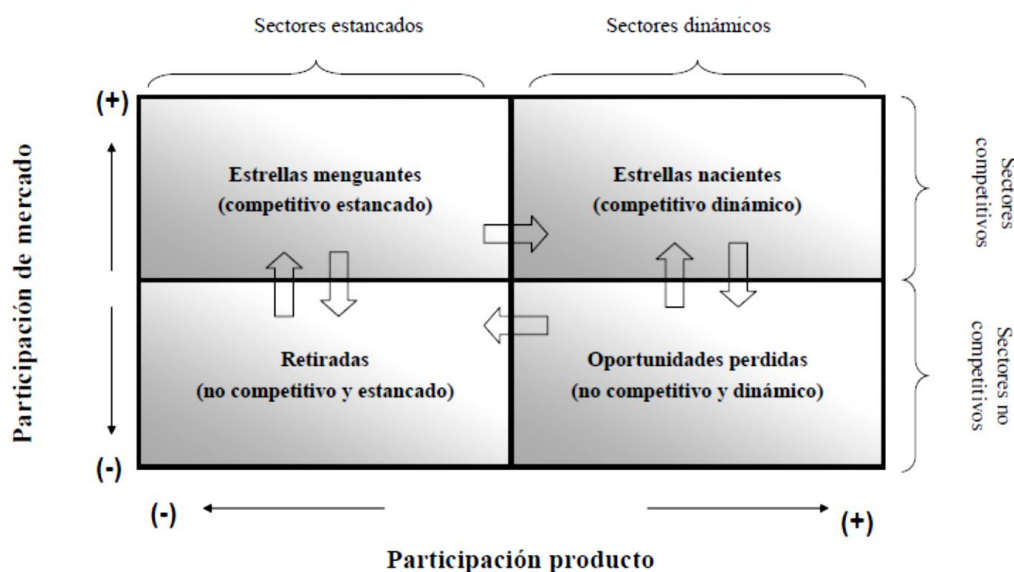 Sectores estancados
Sectores dinámicos
(+)
Participación de mercado
Estrellas menguantes
(competitivo estancado)
Estrellas nacientes
(competitivo dinámico)
Sectores
competitivos
Retiradas
(no competitivo y estancado)
Oportunidades perdidas
(no competitivo y dinámico)
Sectores no
competitivos
(-)
(-)
(+)
Participación producto